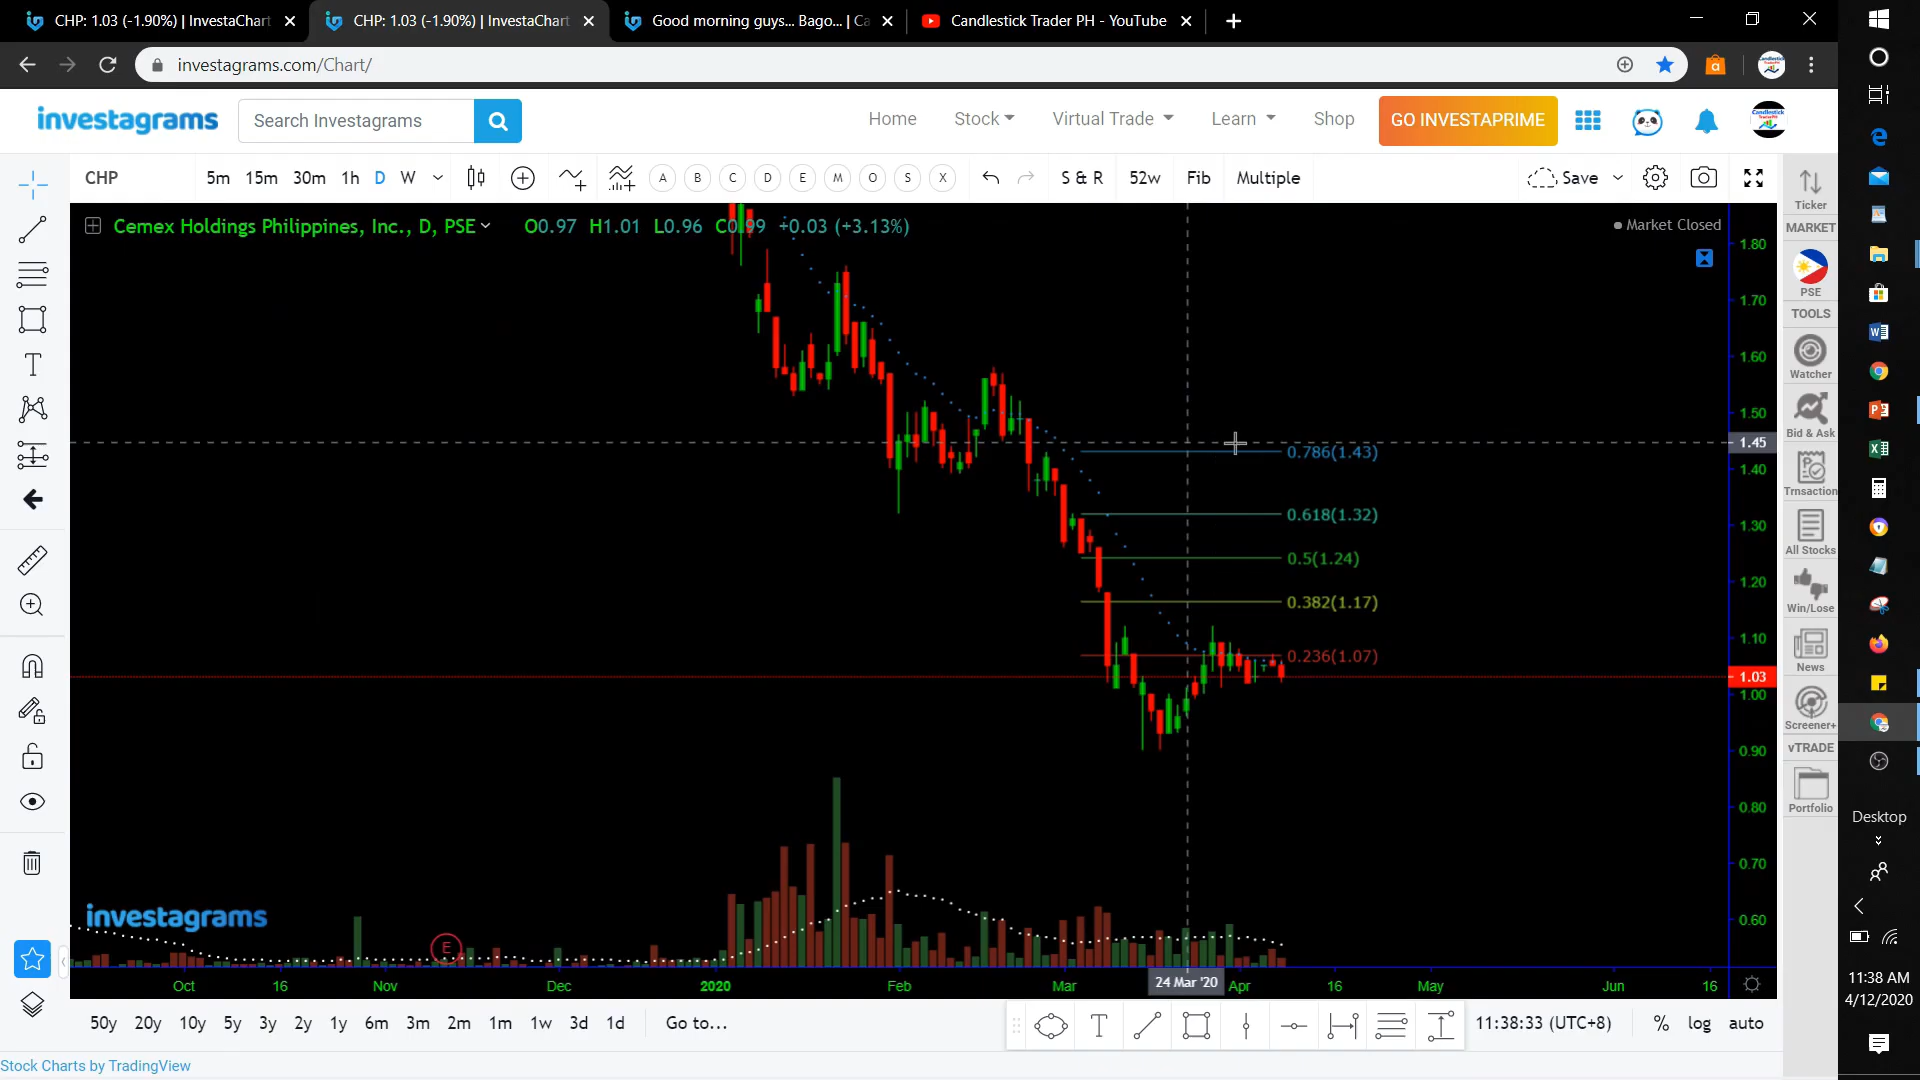 CHP: 1.03 (-1.90%) | InvestaChart
CHP: 1.03 (-1.90%) | InvestaChart
Good morning guys... Bago... | Ca
Candlestick Trader PH - YouTube
investagrams.com/Chart/
investagrams
Search Investagrams
Home
Stock
Virtual Trade
Learn
Shop
GO INVESTAPRIME
CHP
5m 15m 30m 1h D W
A B C D E M O S X
S & R 52w Fib Multiple
Save
Ticker
Cemex Holdings Philippines, Inc., D, PSE
O0.97 H1.01 L0.96 C0.99 +0.03 (+3.13%)
Market Closed
MARKET
PSE
TOOLS
Watcher
Bid & Ask
Trnsaction
All Stocks
Win/Lose
News
Screener+
vTRADE
Portfolio
1.80
1.70
1.60
1.50
1.45
1.40
1.30
1.20
1.10
1.03
1.00
0.90
0.80
0.70
0.60
0.786(1.43)
0.618(1.32)
0.5(1.24)
0.382(1.17)
0.236(1.07)
investagrams
E
Oct 16 Nov Dec 2020 Feb Mar 24 Mar '20 Apr 16 May Jun 16
50y 20y 10y 5y 3y 2y 1y 6m 3m 2m 1m 1w 3d 1d Go to...
11:38:33 (UTC+8) % log auto
Stock Charts by TradingView
Desktop
11:38 AM
4/12/2020